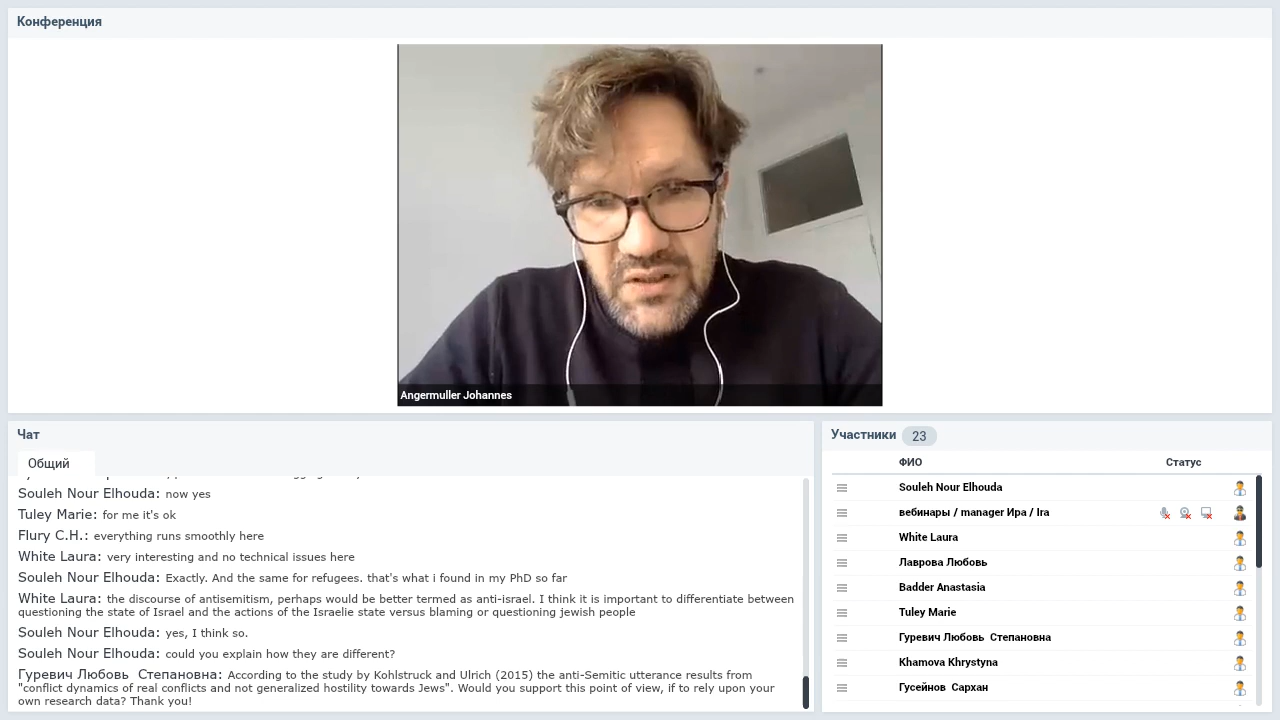 Конференция
Angermuller Johannes
Чат
Общий
Souleh Nour Elhouda: now yes
Tuley Marie: for me it's ok
Flury C.H.: everything runs smoothly here
White Laura: very interesting and no technical issues here
Souleh Nour Elhouda: Exactly. And the same for refugees. that's what i found in my PhD so far
White Laura: the discourse of antisemitism, perhaps would be better termed as anti-israel. I think it is important to differentiate between
questioning the state of Israel and the actions of the Israelie state versus blaming or questioning jewish people
Souleh Nour Elhouda: yes, I think so.
Souleh Nour Elhouda: could you explain how they are different?
Гуревич Любовь Степановна: According to the study by Kohlstruck and Ulrich (2015) the anti-Semitic utterance results from
"conflict dynamics of real conflicts and not generalized hostility towards Jews". Would you support this point of view, if to rely upon your
own research data? Thank you!
Участники 23
ФИО Статус
Souleh Nour Elhouda
вебинары / manager Ира / Ira
White Laura
Лаврова Любовь
Badder Anastasia
Tuley Marie
Гуревич Любовь Степановна
Khamova Khrystyna
Гусейнов Сархан